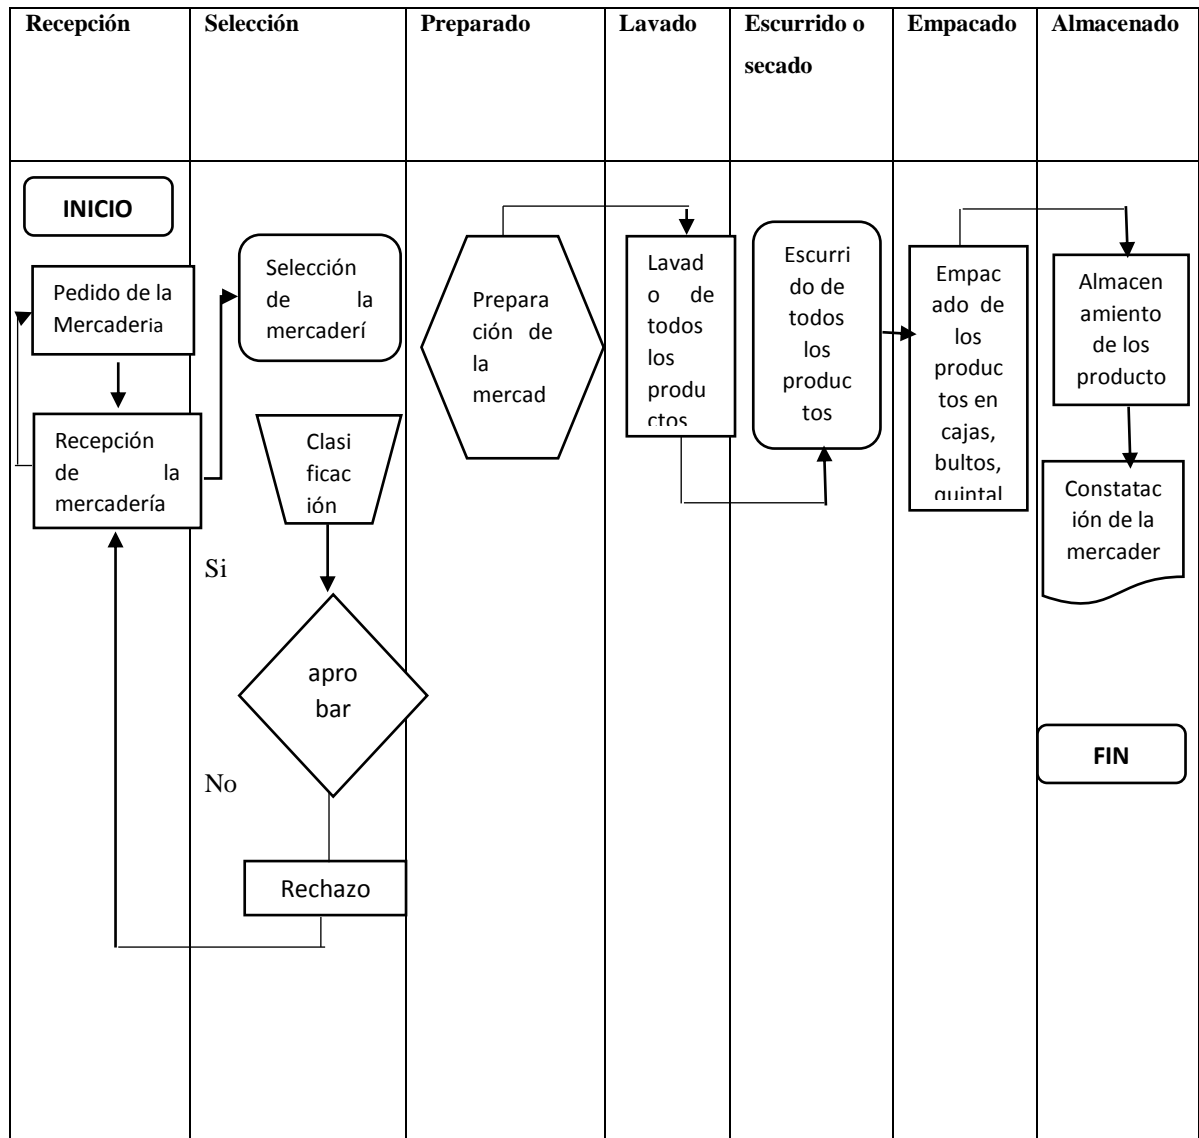 Recepción
Selección
Preparado
Lavado
Escurrido o
secado
Empacado
Almacenado
INICIO
Pedido de la
Mercaderia
Recepción
de la
mercadería
Selección
de la
mercaderí
Clasi
ficac
ión
Si
apro
bar
No
Rechazo
Prepara
ción de
la
mercad
Lavad
o de
todos
los
produ
ctos
Escurri
do de
todos
los
produc
tos
Empac
ado de
los
produc
tos en
cajas,
bultos,
quintal
Almacen
amiento
de los
producto
Constatac
ión de la
mercader
FIN